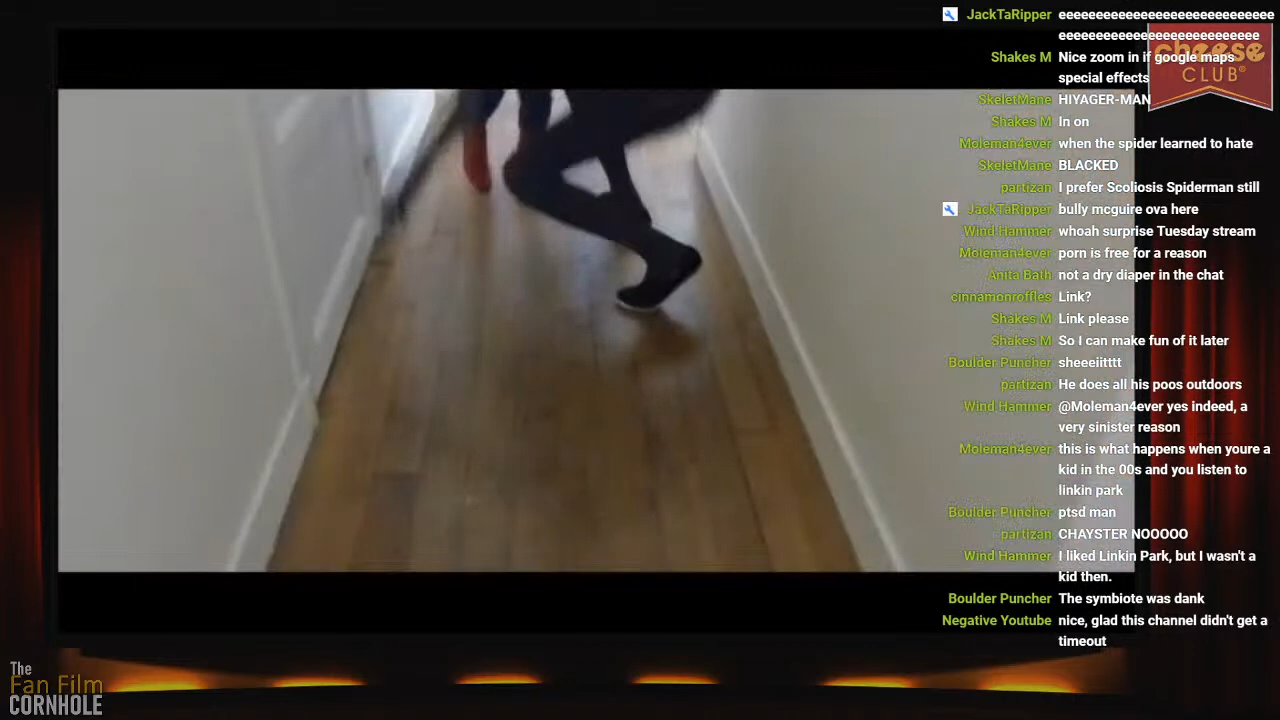 JackTaRipper eeeeeeeeeeeeeeeeeeeeeeeeeeeee
eeeeeeeeeeeeeeeeeeeeeeeeeee
Shakes M Nice zoom in if google maps
special effects
cheese
CLUB®
SkeletMane HIYAGER-MAN
Shakes M In on
Moleman4ever when the spider learned to hate
SkeletMane BLACKED
partizan I prefer Scoliosis Spiderman still
JackTaRipper bully mcguire ova here
Wind Hammer whoah surprise Tuesday stream
Moleman4ever porn is free for a reason
Anita Bath not a dry diaper in the chat
cinnamonroffles Link?
Shakes M Link please
Shakes M So I can make fun of it later
Boulder Puncher sheeeiitttt
partizan He does all his poos outdoors
Wind Hammer @Moleman4ever yes indeed, a
very sinister reason
Moleman4ever this is what happens when youre a
kid in the 00s and you listen to
linkin park
Boulder Puncher ptsd man
partizan CHAYSTER NOOOOO
Wind Hammer I liked Linkin Park, but I wasn't a
kid then.
Boulder Puncher The symbiote was dank
Negative Youtube nice, glad this channel didn't get a
timeout
The
Fan Film
CORNHOLE